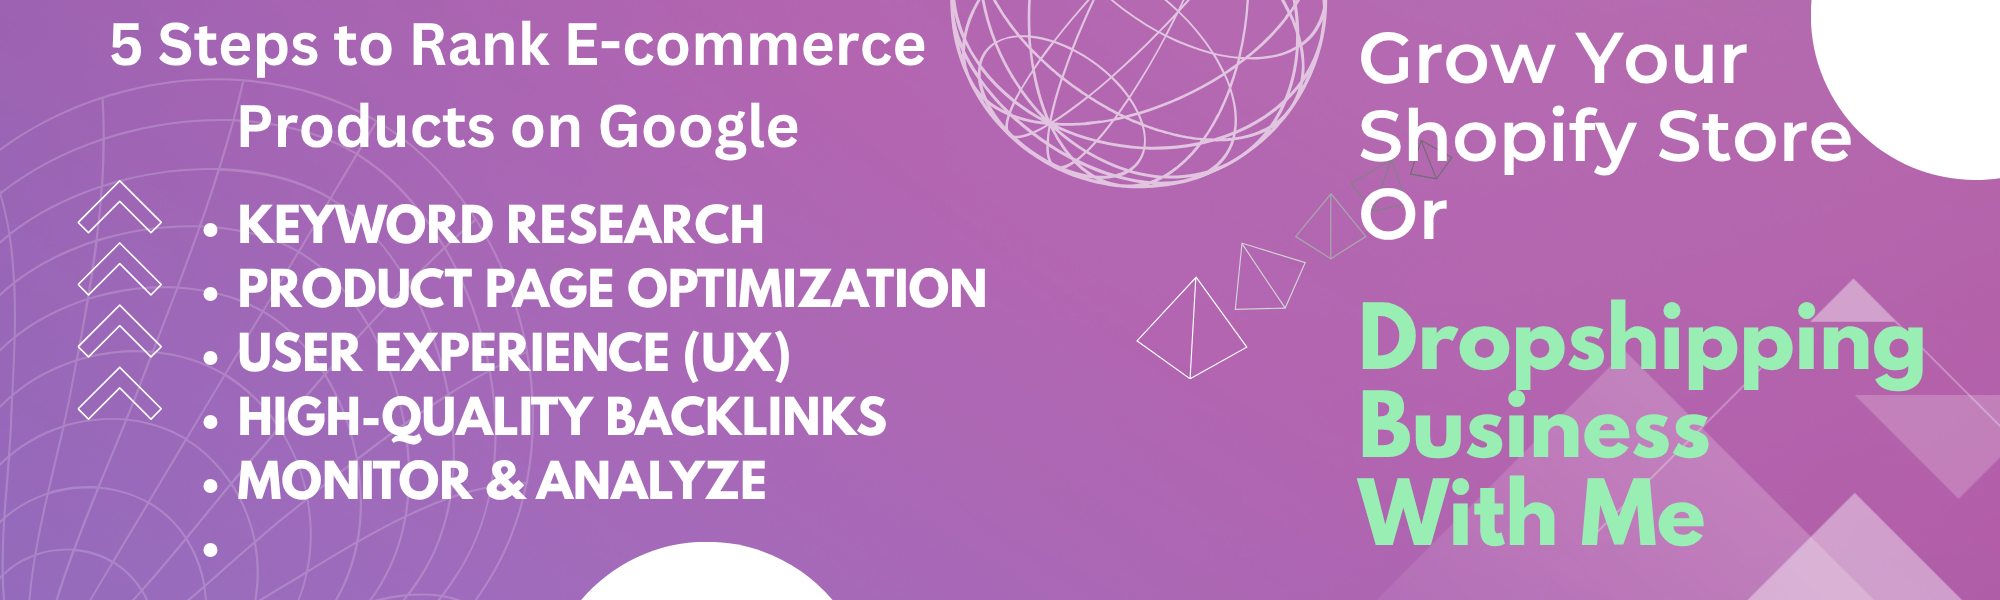 5 Steps to Rank E-commerce
Products on Google
• KEYWORD RESEARCH
• PRODUCT PAGE OPTIMIZATION
• USER EXPERIENCE (UX)
• HIGH-QUALITY BACKLINKS
• MONITOR & ANALYZE
•
Grow Your
Shopify Store
Or
Dropshipping
Business
With Me